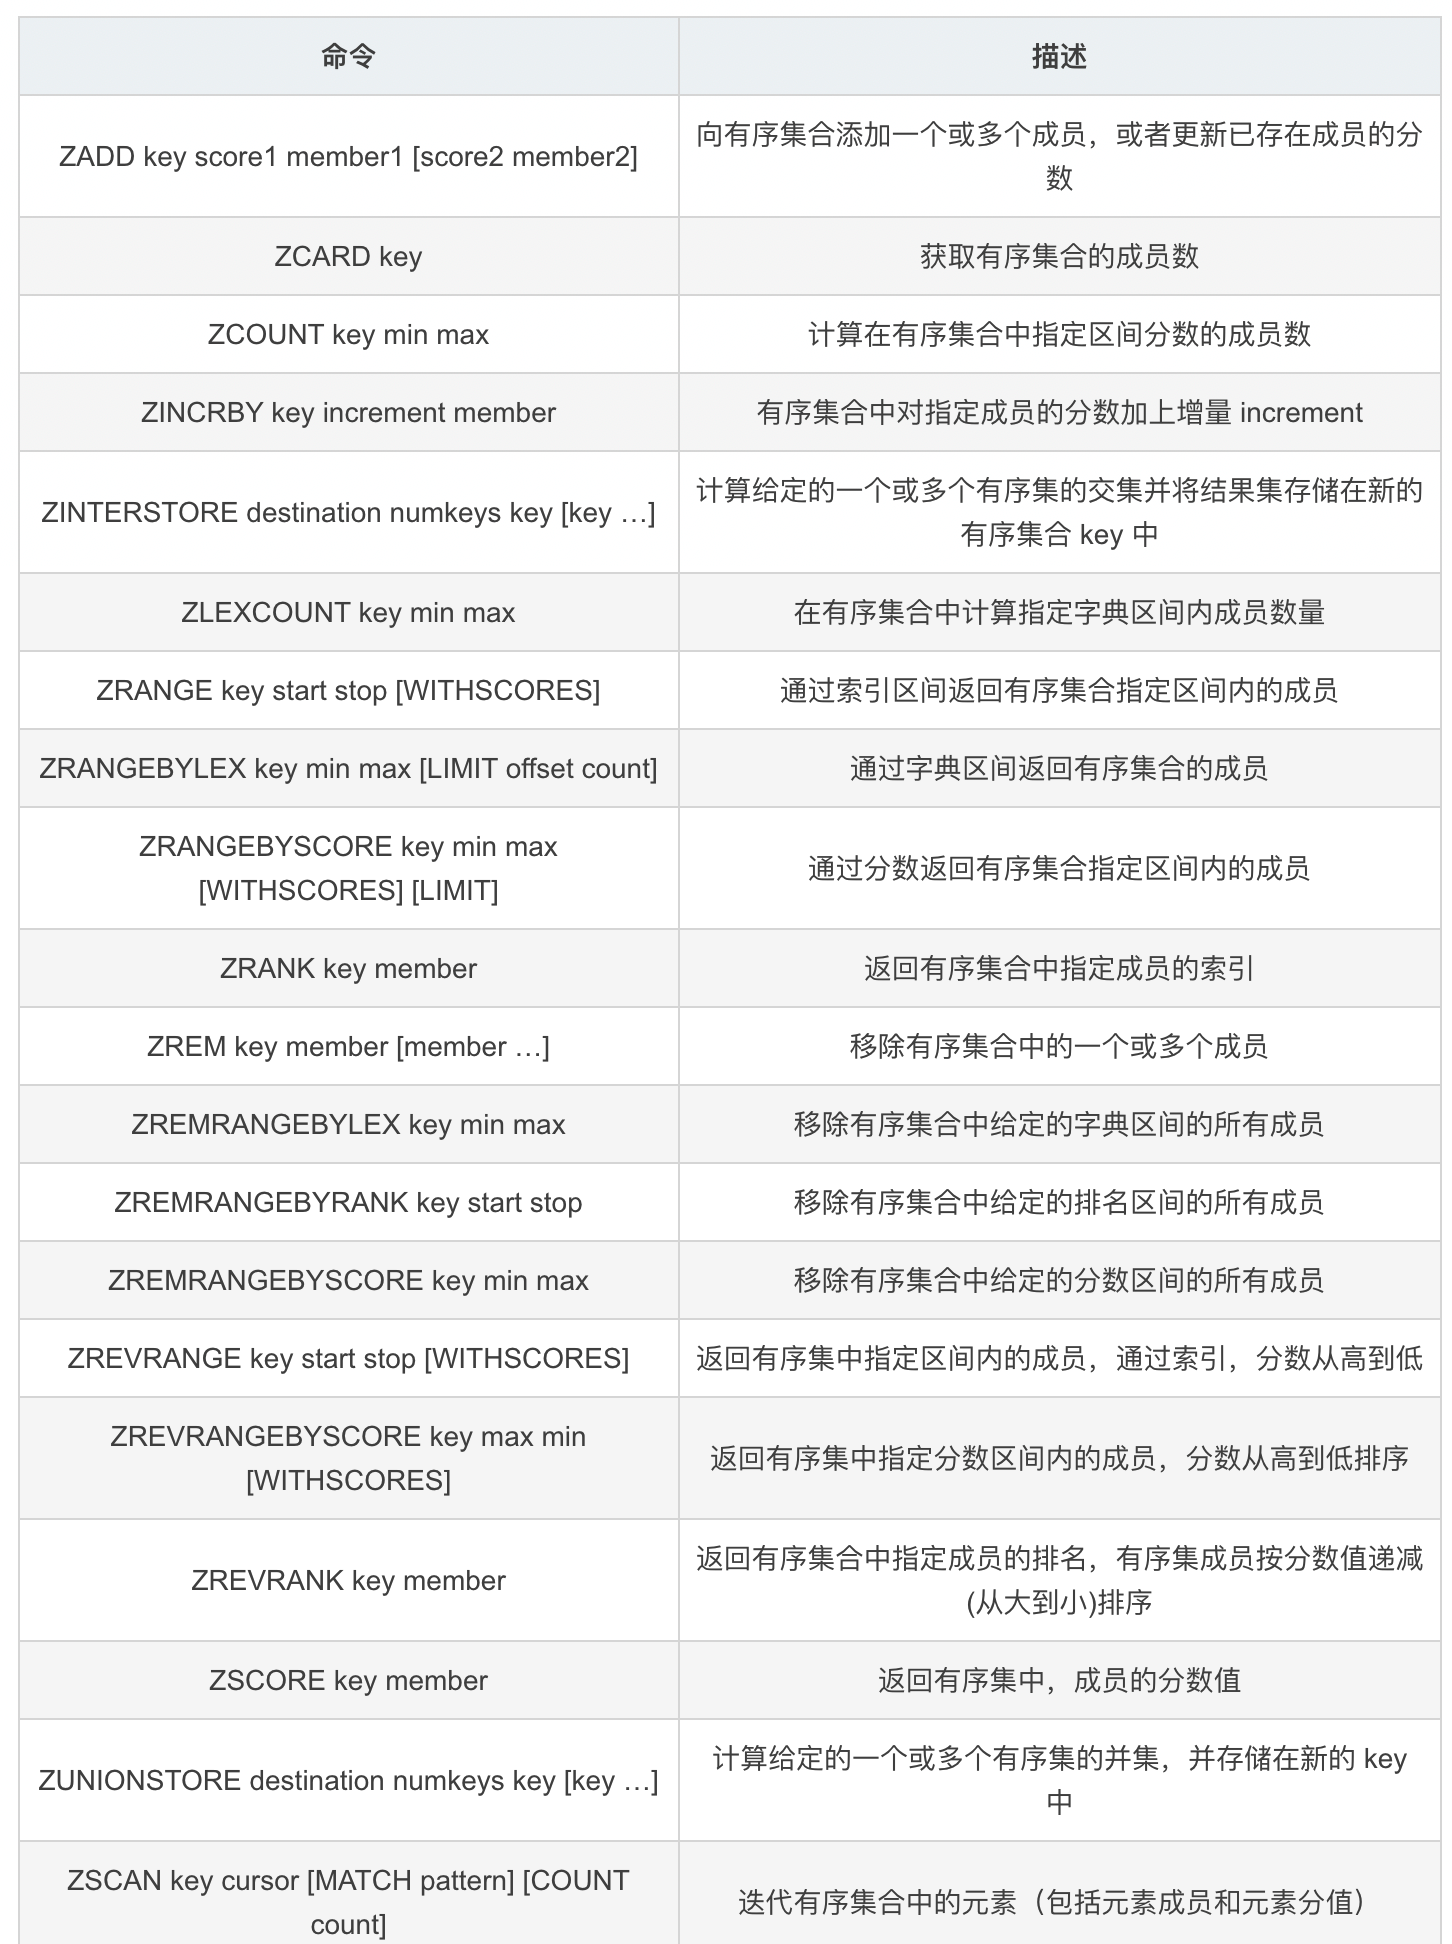 命令
描述
ZADD key score1 member1 [score2 member2]
向有序集合添加一个或多个成员，或者更新已存在成员的分
数
ZCARD key
获取有序集合的成员数
ZCOUNT key min max
计算在有序集合中指定区间分数的成员数
ZINCRBY key increment member
有序集合中对指定成员的分数加上增量 increment
ZINTERSTORE destination numkeys key [key …]
计算给定的一个或多个有序集的交集并将结果集存储在新的
有序集合 key 中
ZLEXCOUNT key min max
在有序集合中计算指定字典区间内成员数量
ZRANGE key start stop [WITHSCORES]
通过索引区间返回有序集合指定区间内的成员
ZRANGEBYLEX key min max [LIMIT offset count]
通过字典区间返回有序集合的成员
ZRANGEBYSCORE key min max
[WITHSCORES] [LIMIT]
通过分数返回有序集合指定区间内的成员
ZRANK key member
返回有序集合中指定成员的索引
ZREM key member [member …]
移除有序集合中的一个或多个成员
ZREMRANGEBYLEX key min max
移除有序集合中给定的字典区间的所有成员
ZREMRANGEBYRANK key start stop
移除有序集合中给定的排名区间的所有成员
ZREMRANGEBYSCORE key min max
移除有序集合中给定的分数区间的所有成员
ZREVRANGE key start stop [WITHSCORES]
返回有序集中指定区间内的成员，通过索引，分数从高到低
ZREVRANGEBYSCORE key max min
[WITHSCORES]
返回有序集中指定分数区间内的成员，分数从高到低排序
ZREVRANK key member
返回有序集合中指定成员的排名，有序集成员按分数值递减
(从大到小)排序
ZSCORE key member
返回有序集中，成员的分数值
ZUNIONSTORE destination numkeys key [key …]
计算给定的一个或多个有序集的并集，并存储在新的 key
中
ZSCAN key cursor [MATCH pattern] [COUNT
count]
迭代有序集合中的元素（包括元素成员和元素分值）